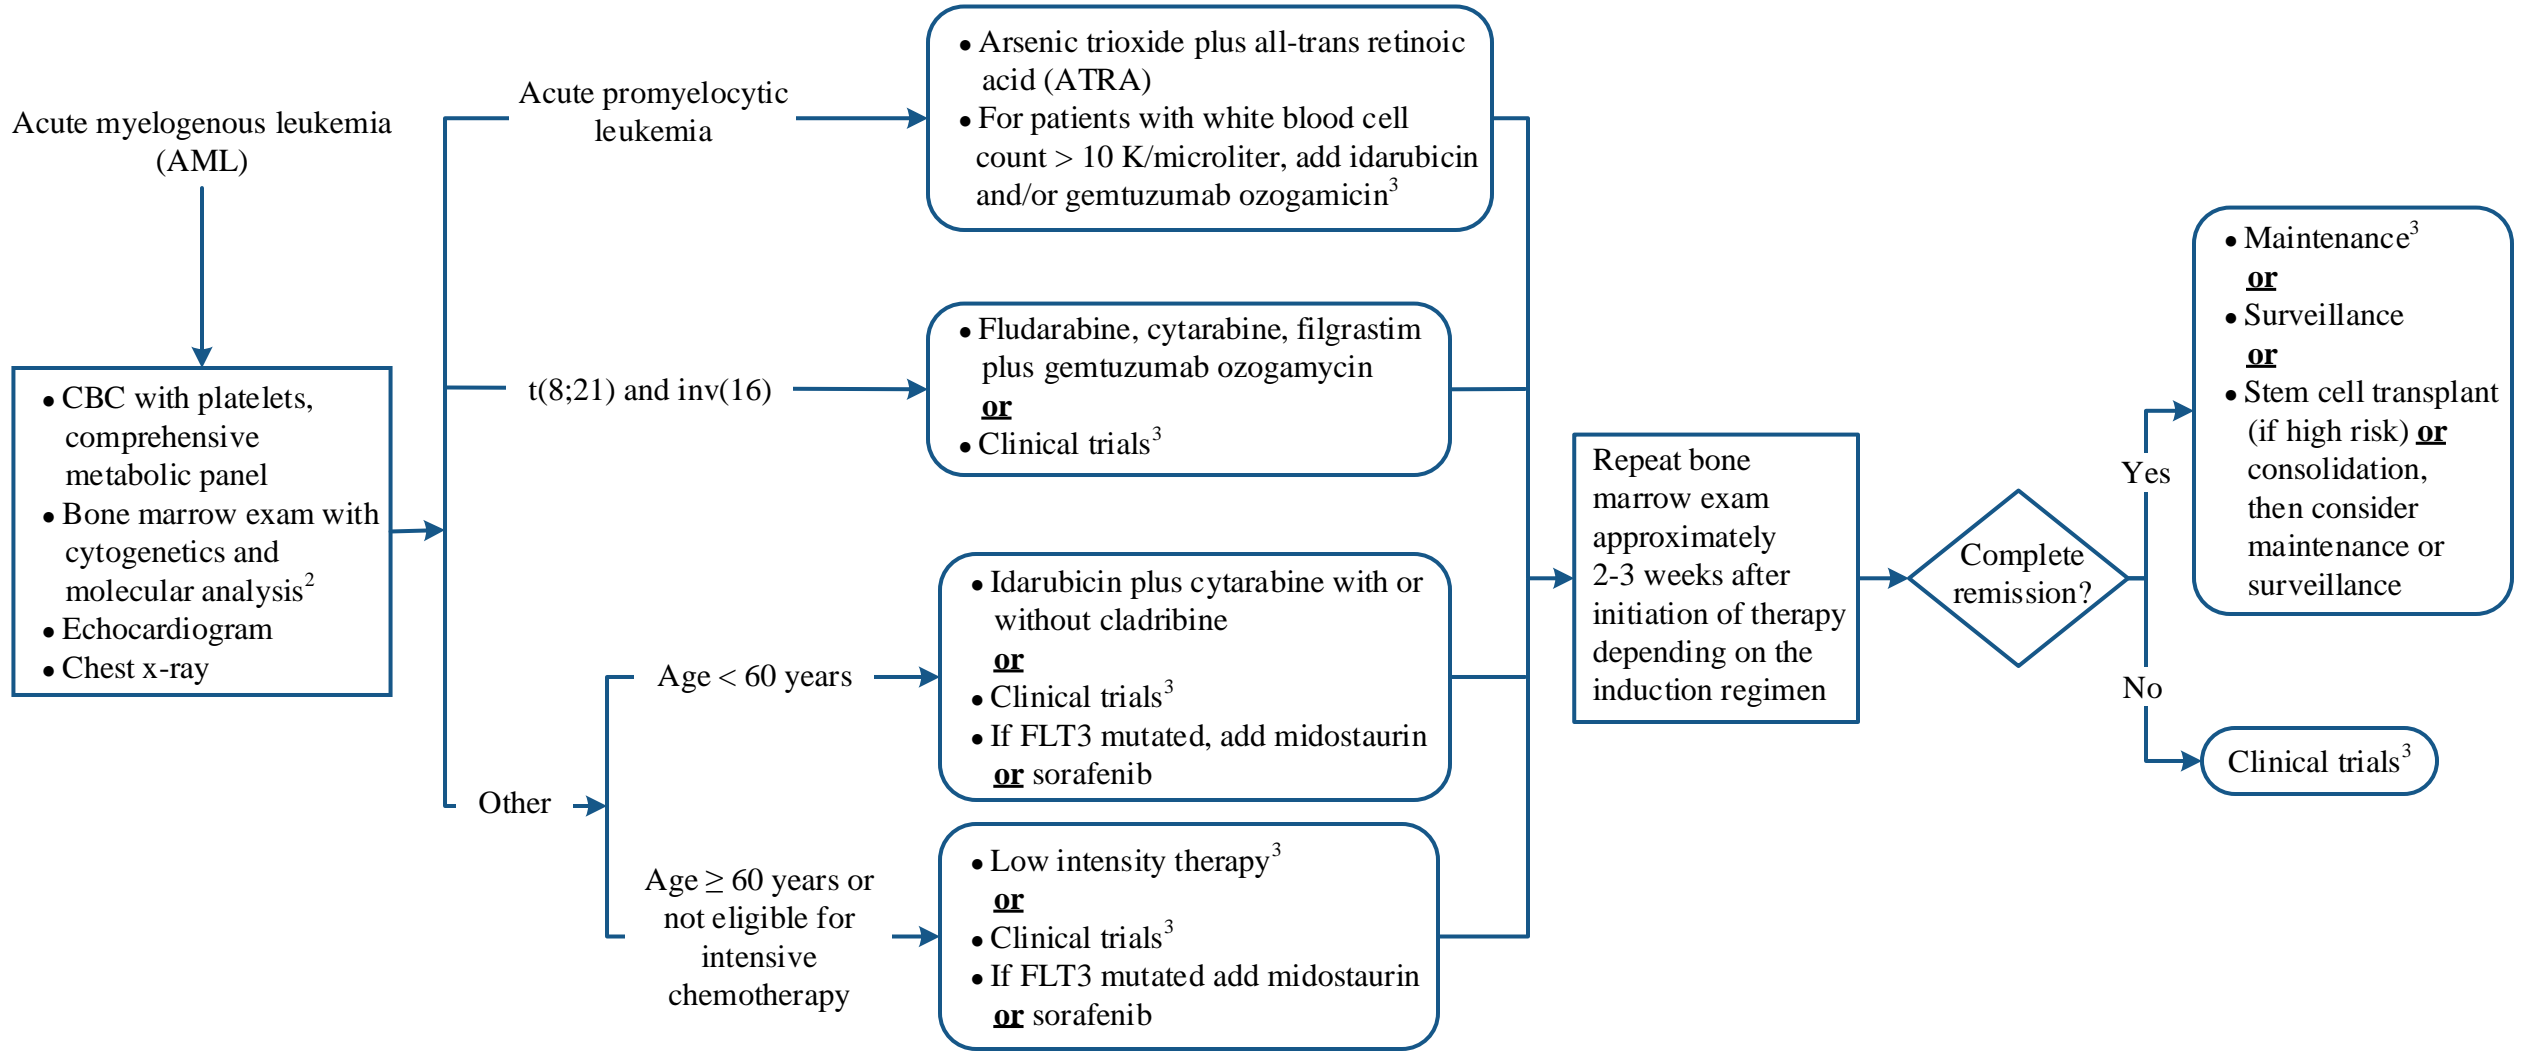 Acute myelogenous leukemia
(AML)
• CBC with platelets,
comprehensive
metabolic panel
• Bone marrow exam with
cytogenetics and
molecular analysis2
• Echocardiogram
• Chest x-ray
Acute promyelocytic
leukemia
• Arsenic trioxide plus all-trans retinoic
acid (ATRA)
• For patients with white blood cell
count > 10 K/microliter, add idarubicin
and/or gemtuzumab ozogamicin3
t(8;21) and inv(16)
• Fludarabine, cytarabine, filgrastim
plus gemtuzumab ozogamycin
or
• Clinical trials3
Other
Age < 60 years
• Idarubicin plus cytarabine with or
without cladribine
or
• Clinical trials3
• If FLT3 mutated, add midostaurin
or sorafenib
Age ≥ 60 years or
not eligible for
intensive
chemotherapy
• Low intensity therapy3
or
• Clinical trials3
• If FLT3 mutated add midostaurin
or sorafenib
Repeat bone
marrow exam
approximately
2-3 weeks after
initiation of therapy
depending on the
induction regimen
Complete
remission?
Yes
• Maintenance3
or
• Surveillance
or
• Stem cell transplant
(if high risk) or
consolidation,
then consider
maintenance or
surveillance
No
Clinical trials3